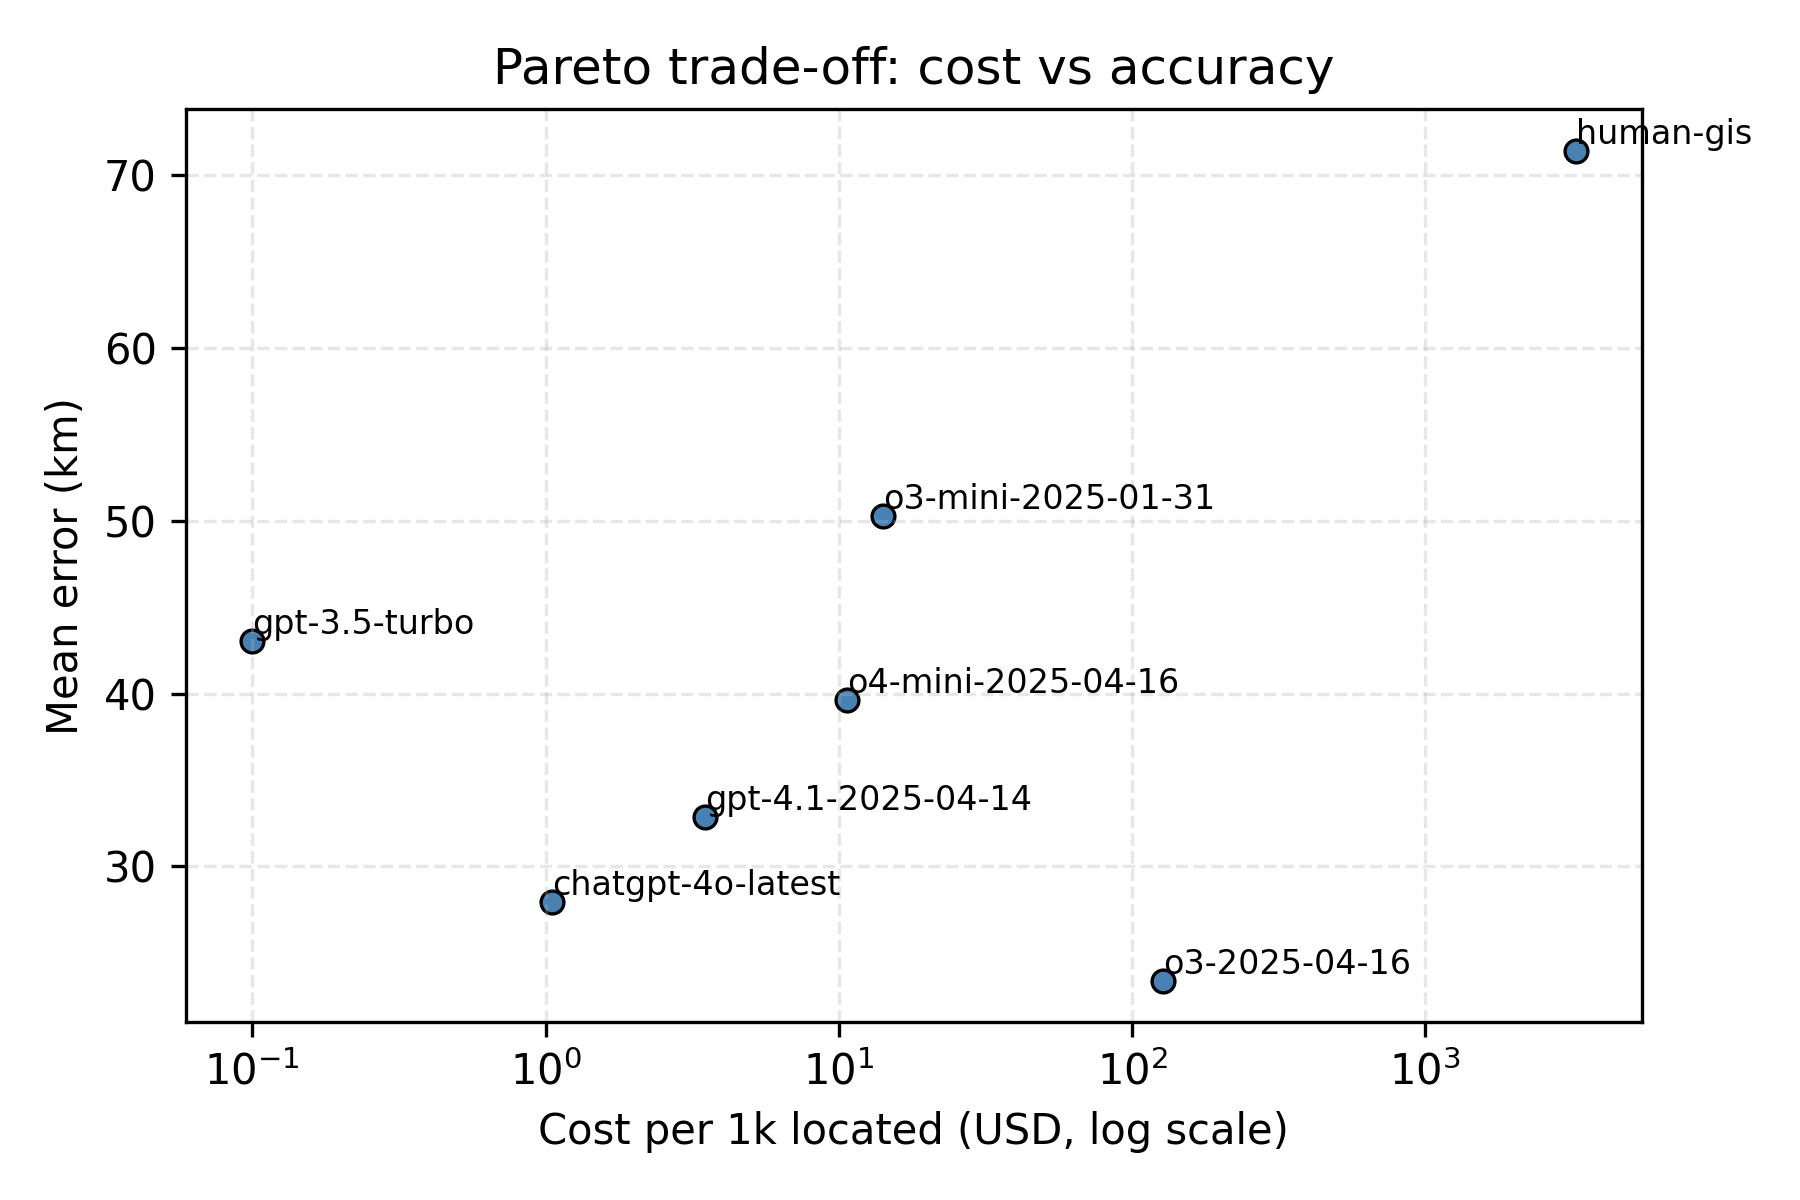 Pareto trade-off: cost vs accuracy
human-gis
70
60
o3-mini-2025-01-31
50
gpt-3.5-turbo
o4-mini-2025-04-16
40
gpt-4.1-2025-04-14
chatgpt-4o-latest
30
o3-2025-04-16
Mean error (km)
10⁻¹ 10⁰ 10¹ 10² 10³
Cost per 1k located (USD, log scale)